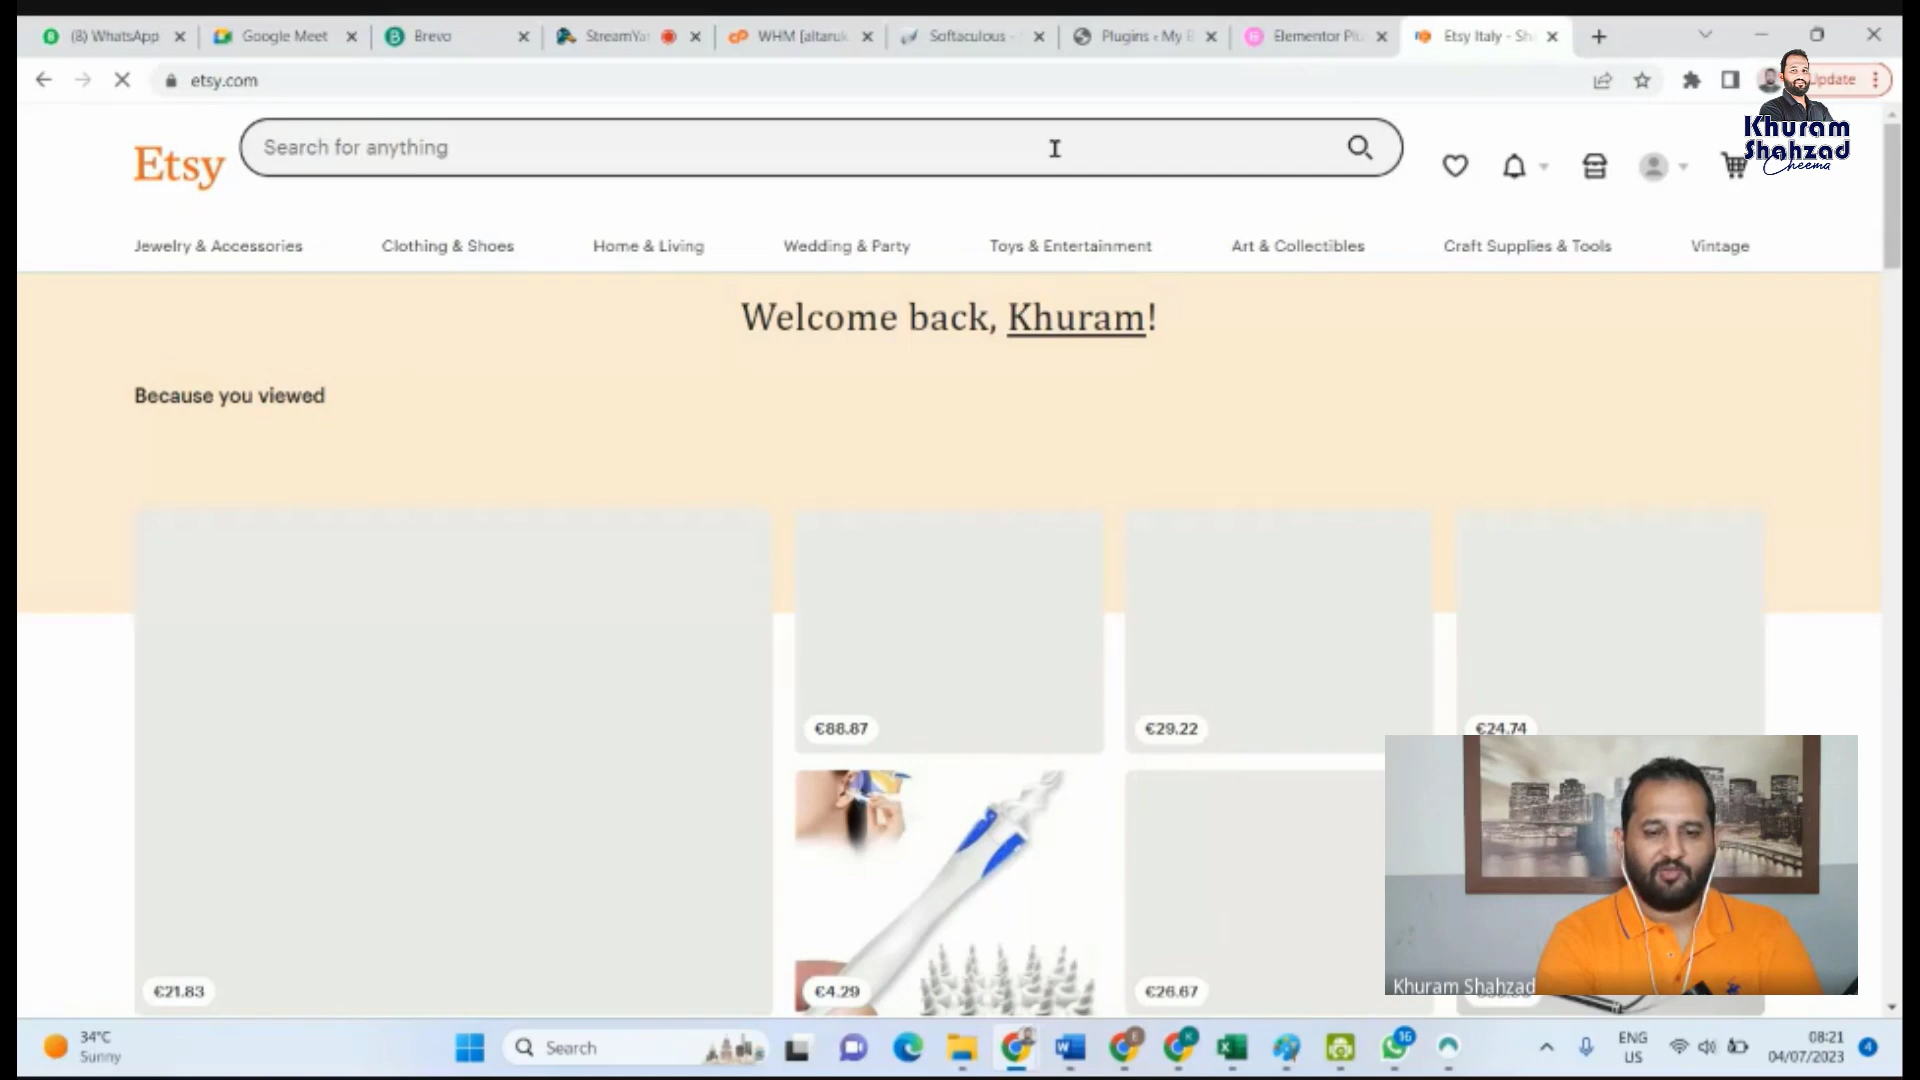 (8) WhatsApp
Google Meet
Brevo
StreamYa
WHM [altaruk
Softaculous -
Plugins ‹ My B
Elementor Plu
Etsy Italy - Sh
etsy.com
Update
Khuram
Shahzad
Cheema
Etsy
Search for anything
Jewelry & Accessories
Clothing & Shoes
Home & Living
Wedding & Party
Toys & Entertainment
Art & Collectibles
Craft Supplies & Tools
Vintage
Welcome back, Khuram!
Because you viewed
€88.87
€29.22
€24.74
€21.83
€4.29
€26.67
Khuram Shahzad
34°C
Sunny
Search
16
ENG
US
08:21
04/07/2023
4